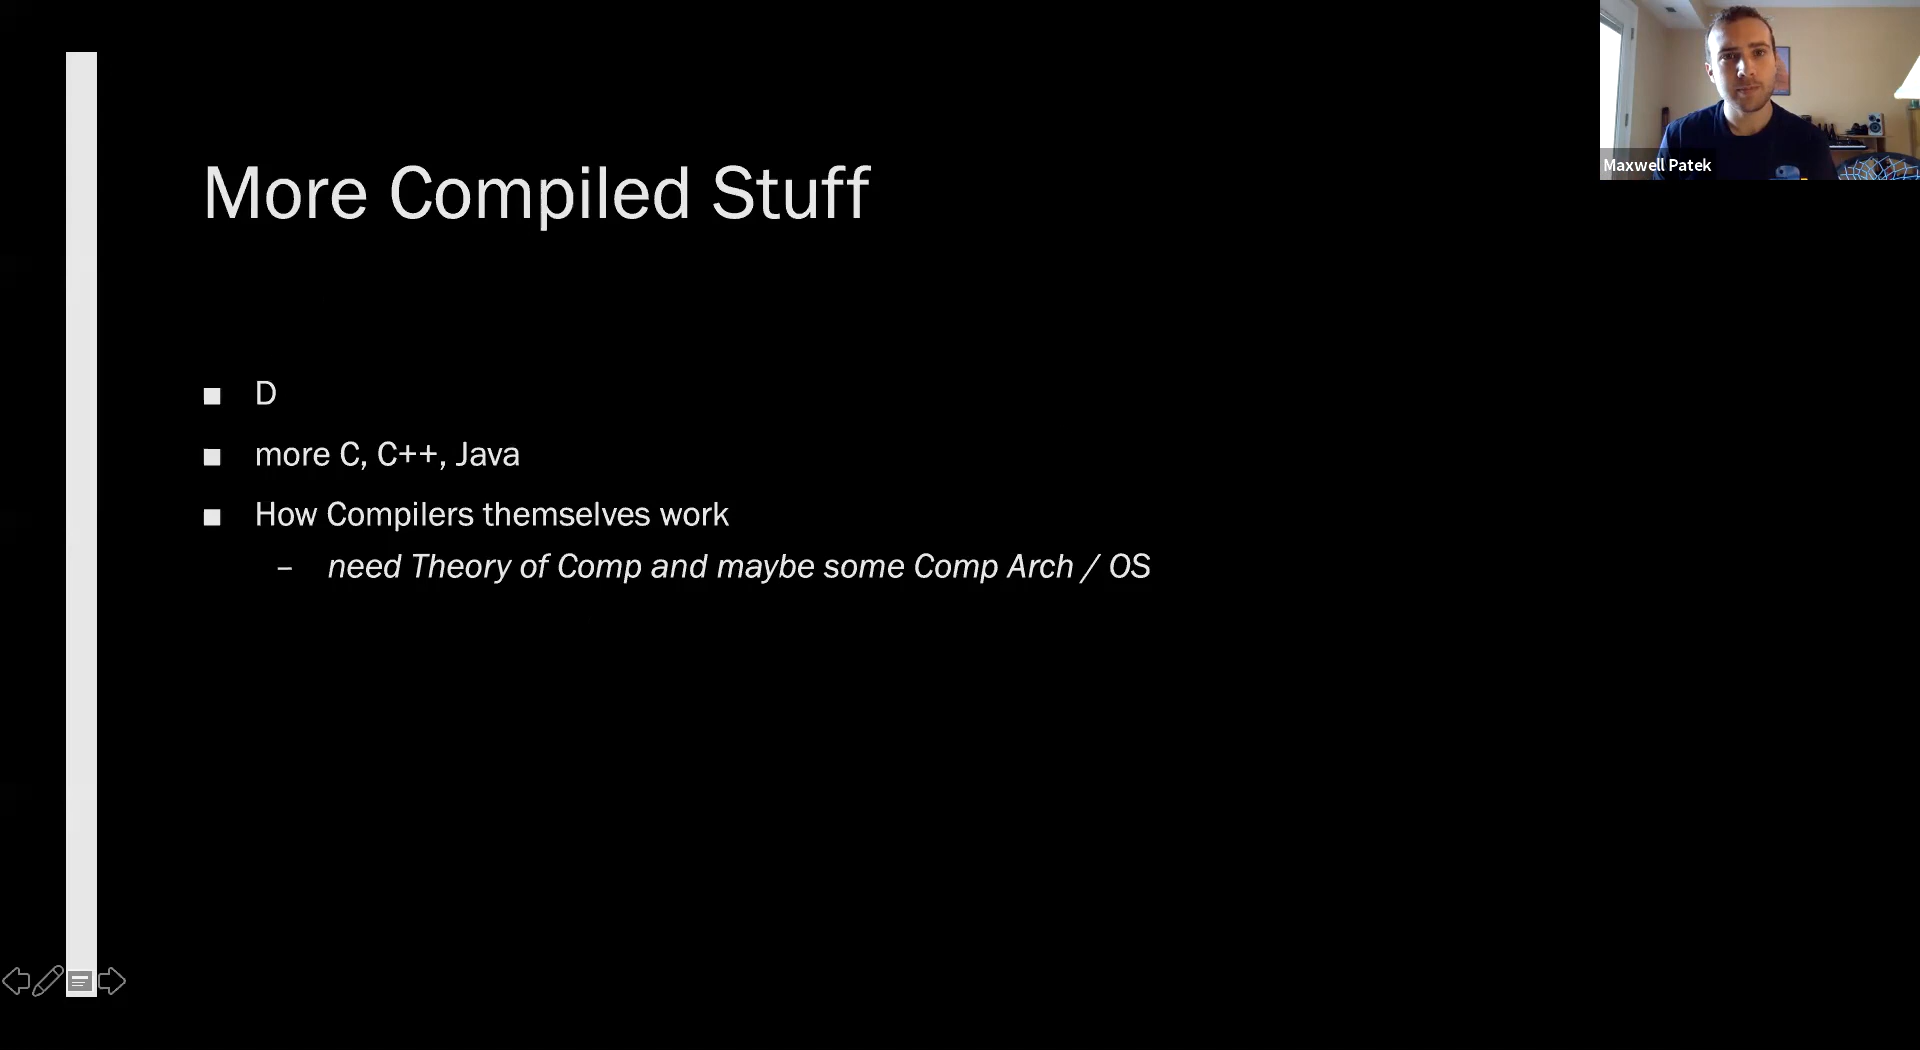 More Compiled Stuff
D
more C, C++, Java
How Compilers themselves work
– need Theory of Comp and maybe some Comp Arch / OS
Maxwell Patek